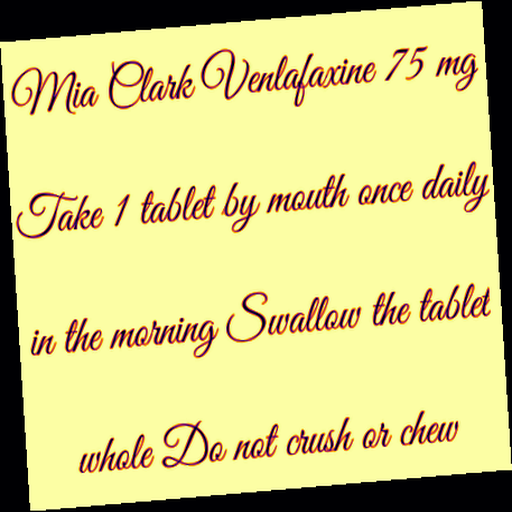 Mia Clark Venlafaxine 75 mg
Take 1 tablet by mouth once daily
in the morning Swallow the tablet
whole Do not crush or chew